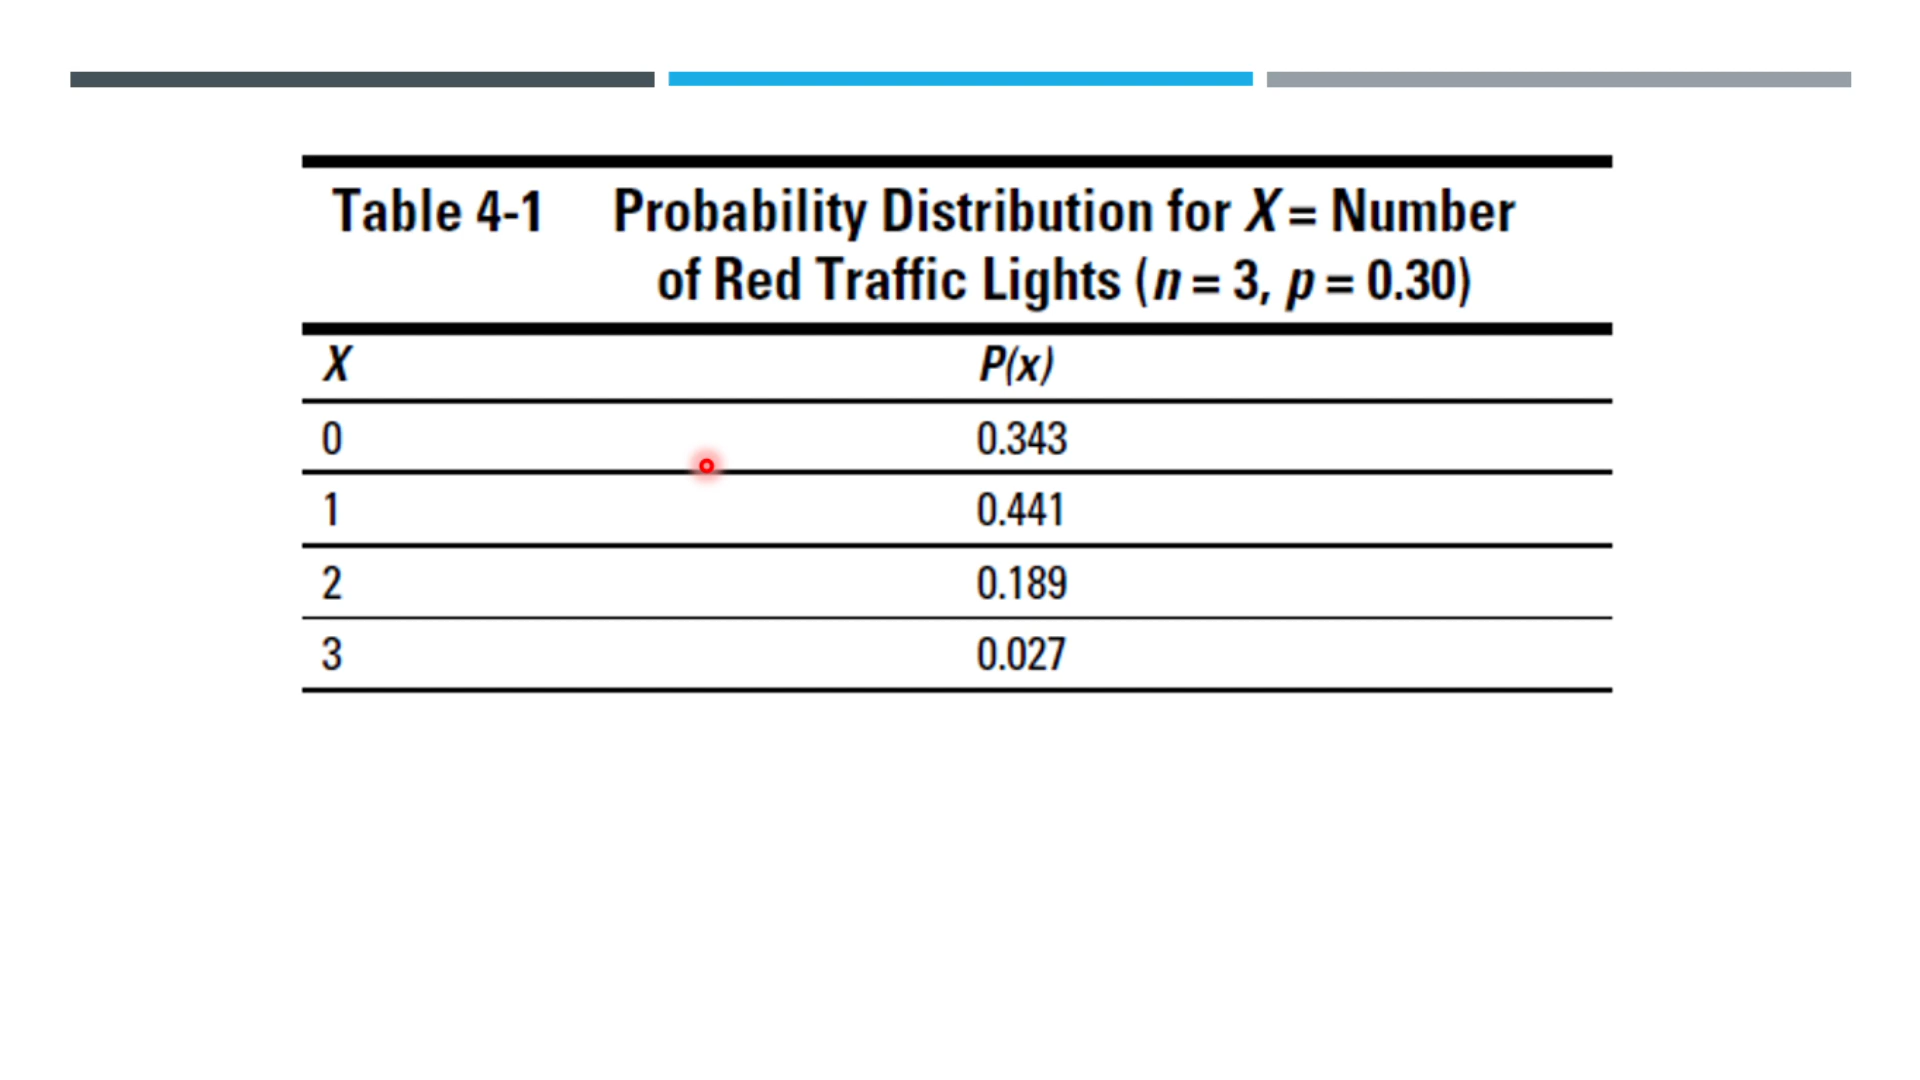 Table 4-1 Probability Distribution for X = Number
of Red Traffic Lights (n = 3, p = 0.30)
X P(x)
0 0.343
1 0.441
2 0.189
3 0.027